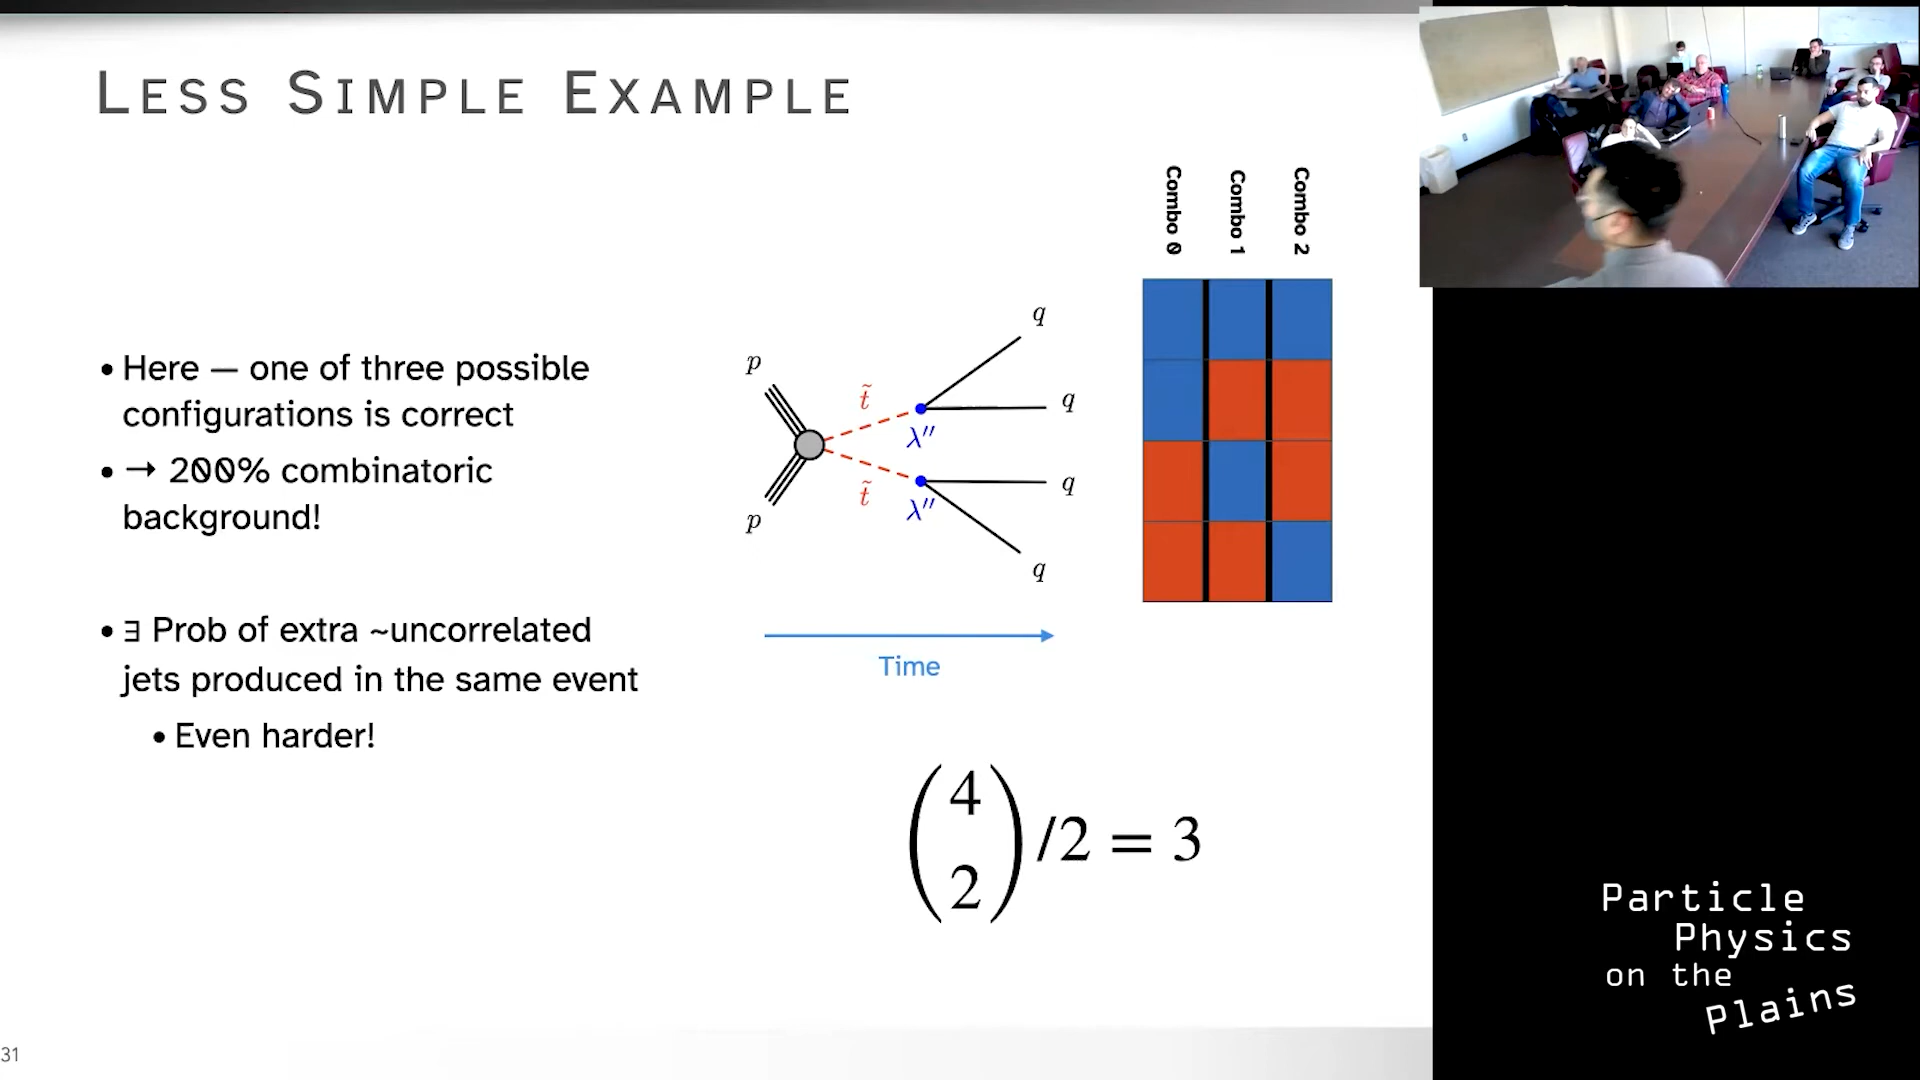 LESS SIMPLE EXAMPLE
• Here — one of three possible
configurations is correct
• → 200% combinatoric
background!
• ∃ Prob of extra ~uncorrelated
jets produced in the same event
• Even harder!
p
p
t̃
t̃
λ″
λ″
q
q
q
q
Time
Combo 0
Combo 1
Combo 2
(4 2)/2 = 3
31
Particle
Physics
on the
Plains